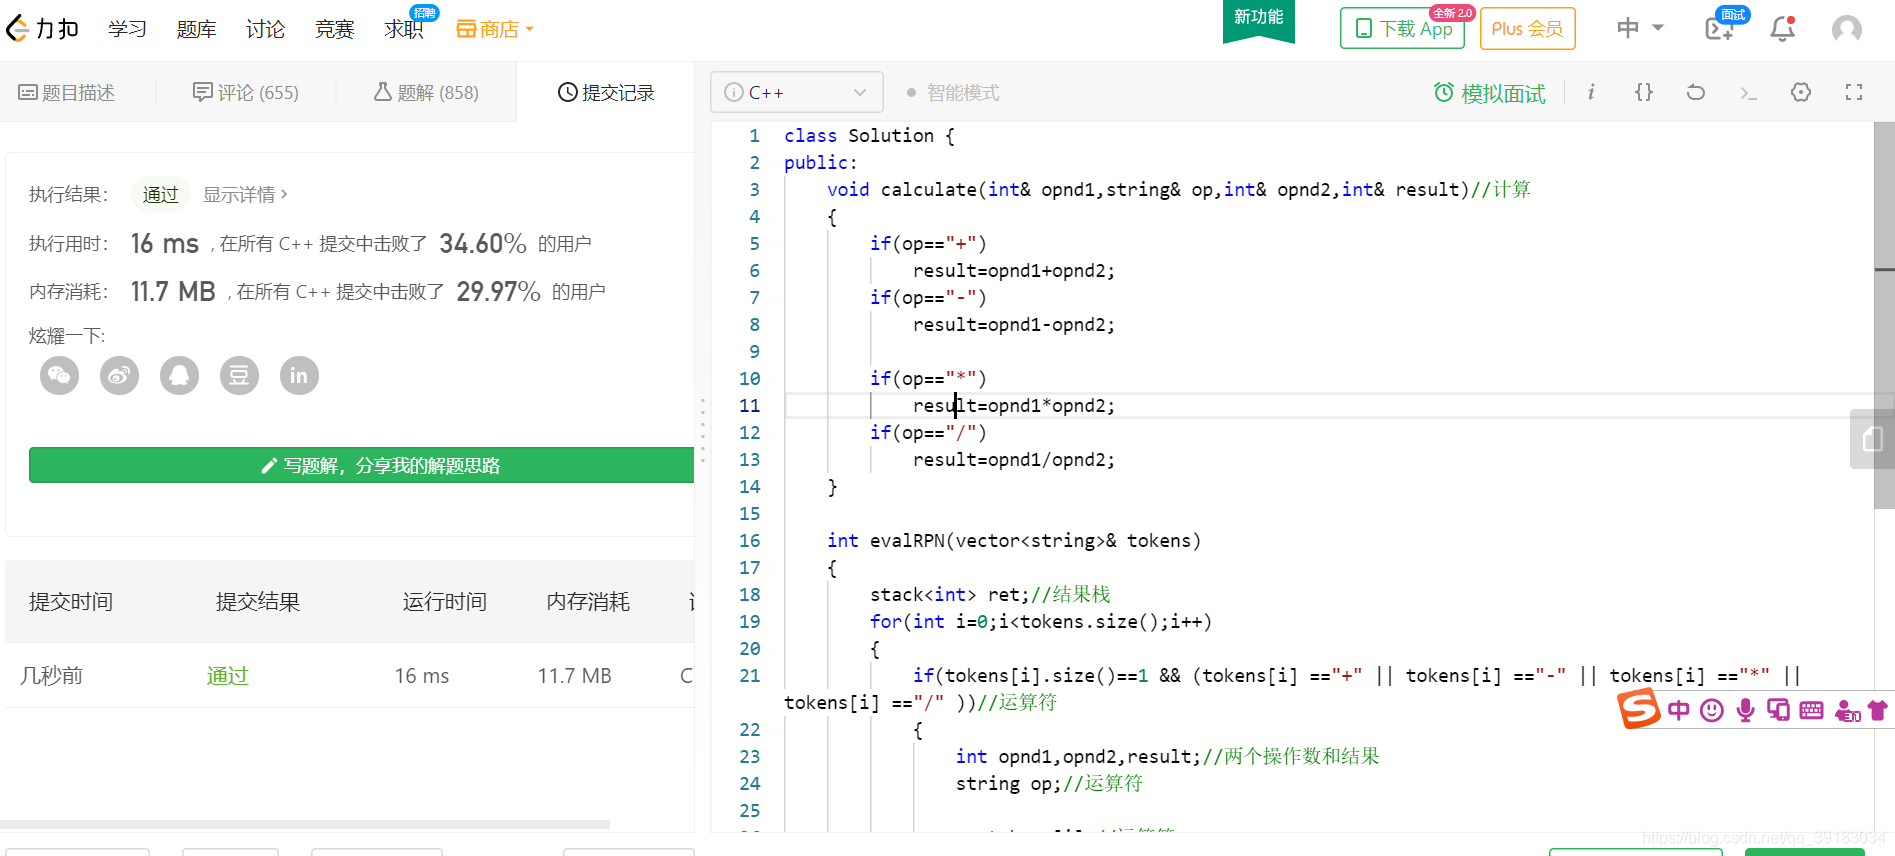 力扣 学习 题库 讨论 竞赛 求职 招聘 商店 新功能 下载 App 全新 2.0 Plus 会员 中 面试
题目描述 评论 (655) 题解 (858) 提交记录
执行结果： 通过 显示详情 ›
执行用时： 16 ms , 在所有 C++ 提交中击败了 34.60% 的用户
内存消耗： 11.7 MB , 在所有 C++ 提交中击败了 29.97% 的用户
炫耀一下:
豆 in
写题解，分享我的解题思路
提交时间 提交结果 运行时间 内存消耗
几秒前 通过 16 ms 11.7 MB C
C++ 智能模式 模拟面试 i {} >_
1 class Solution {
2 public:
3 void calculate(int& opnd1,string& op,int& opnd2,int& result)//计算
4 {
5 if(op=="+")
6 result=opnd1+opnd2;
7 if(op=="-")
8 result=opnd1-opnd2;
9
10 if(op=="*")
11 result=opnd1*opnd2;
12 if(op=="/")
13 result=opnd1/opnd2;
14 }
15
16 int evalRPN(vector<string>& tokens)
17 {
18 stack<int> ret;//结果栈
19 for(int i=0;i<tokens.size();i++)
20 {
21 if(tokens[i].size()==1 && (tokens[i] =="+" || tokens[i] =="-" || tokens[i] =="*" ||
tokens[i] =="/" ))//运算符
22 {
23 int opnd1,opnd2,result;//两个操作数和结果
24 string op;//运算符
25
S 中
https://blog.csdn.net/qq_39183034